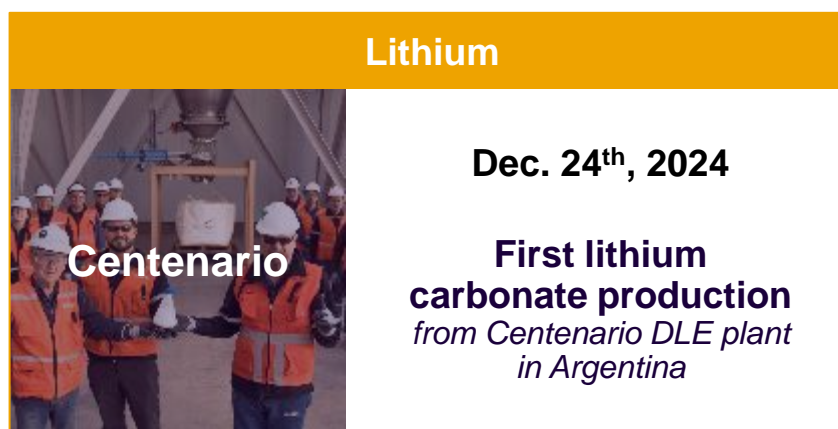 Lithium
Centenario
Dec. 24th, 2024
First lithium
carbonate production
from Centenario DLE plant
in Argentina